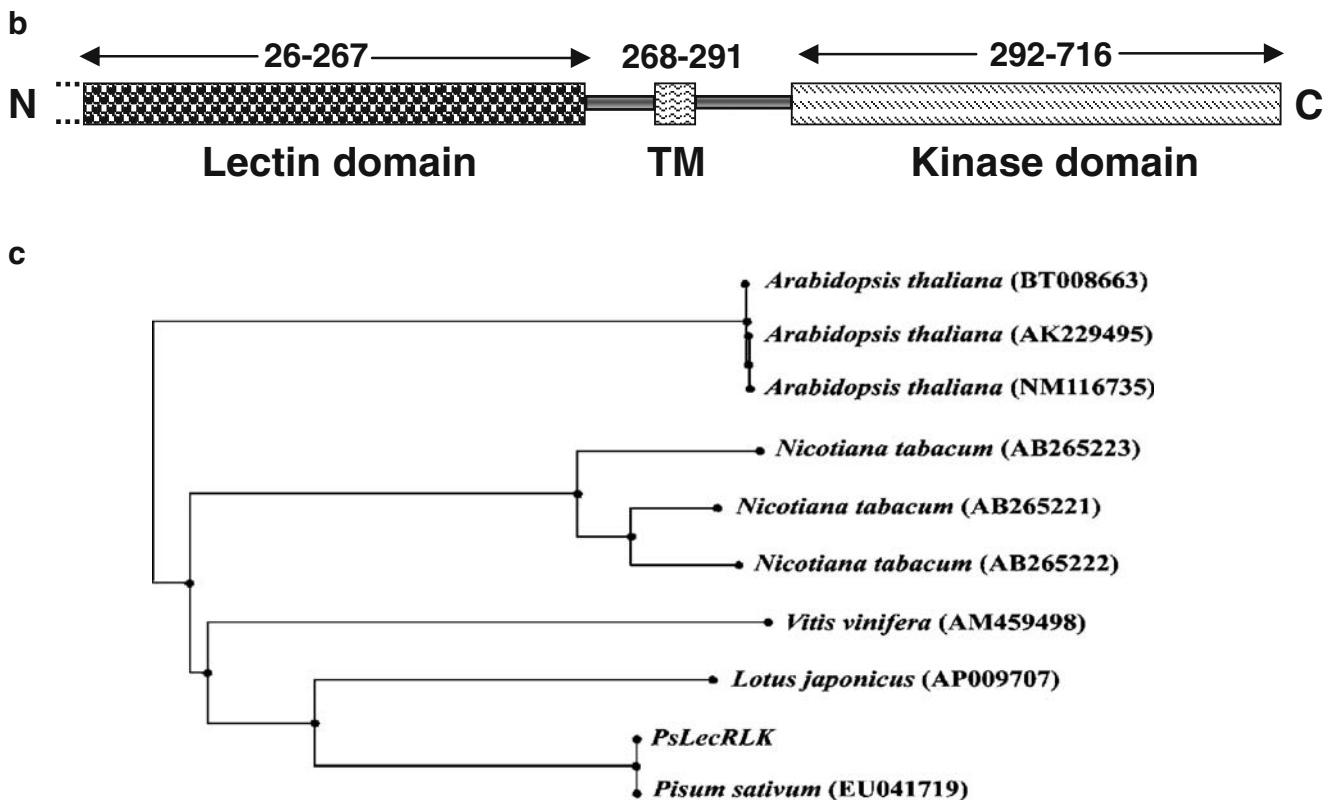 b
26-267 268-291 292-716
N C
Lectin domain TM Kinase domain
c
Arabidopsis thaliana (BT008663)
Arabidopsis thaliana (AK229495)
Arabidopsis thaliana (NM116735)
Nicotiana tabacum (AB265223)
Nicotiana tabacum (AB265221)
Nicotiana tabacum (AB265222)
Vitis vinifera (AM459498)
Lotus japonicus (AP009707)
PsLecRLK
Pisum sativum (EU041719)